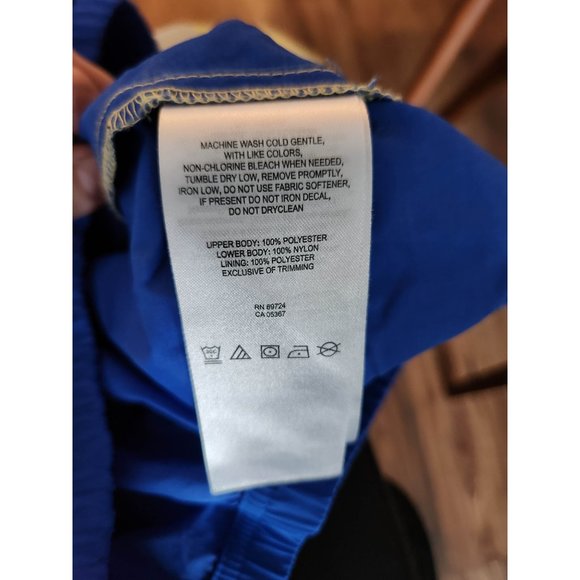 MACHINE WASH COLD GENTLE,
WITH LIKE COLORS,
NON-CHLORINE BLEACH WHEN NEEDED,
TUMBLE DRY LOW, REMOVE PROMPTLY,
IRON LOW, DO NOT USE FABRIC SOFTENER,
IF PRESENT DO NOT IRON DECAL,
DO NOT DRYCLEAN
UPPER BODY: 100% POLYESTER
LOWER BODY: 100% NYLON
LINING: 100% POLYESTER
EXCLUSIVE OF TRIMMING
RN 89724
CA 05367